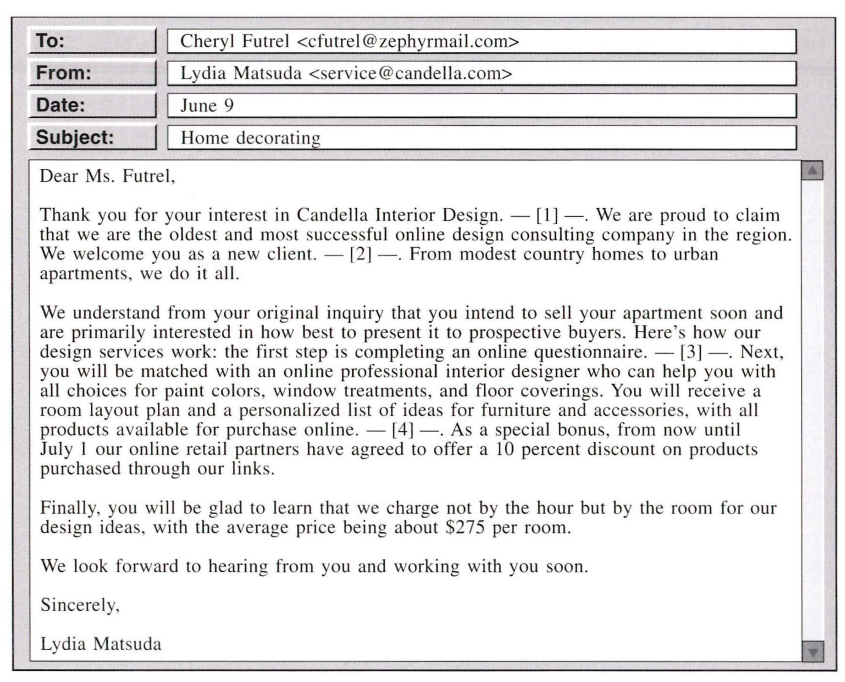 To: Cheryl Futrel <cfutrel@zephyrmail.com>
From: Lydia Matsuda <service@candella.com>
Date: June 9
Subject: Home decorating
Dear Ms. Futrel,
Thank you for your interest in Candella Interior Design. — [1] —. We are proud to claim
that we are the oldest and most successful online design consulting company in the region.
We welcome you as a new client. — [2] —. From modest country homes to urban
apartments, we do it all.
We understand from your original inquiry that you intend to sell your apartment soon and
are primarily interested in how best to present it to prospective buyers. Here's how our
design services work: the first step is completing an online questionnaire. — [3] —. Next,
you will be matched with an online professional interior designer who can help you with
all choices for paint colors, window treatments, and floor coverings. You will receive a
room layout plan and a personalized list of ideas for furniture and accessories, with all
products available for purchase online. — [4] —. As a special bonus, from now until
July 1 our online retail partners have agreed to offer a 10 percent discount on products
purchased through our links.
Finally, you will be glad to learn that we charge not by the hour but by the room for our
design ideas, with the average price being about $275 per room.
We look forward to hearing from you and working with you soon.
Sincerely,
Lydia Matsuda